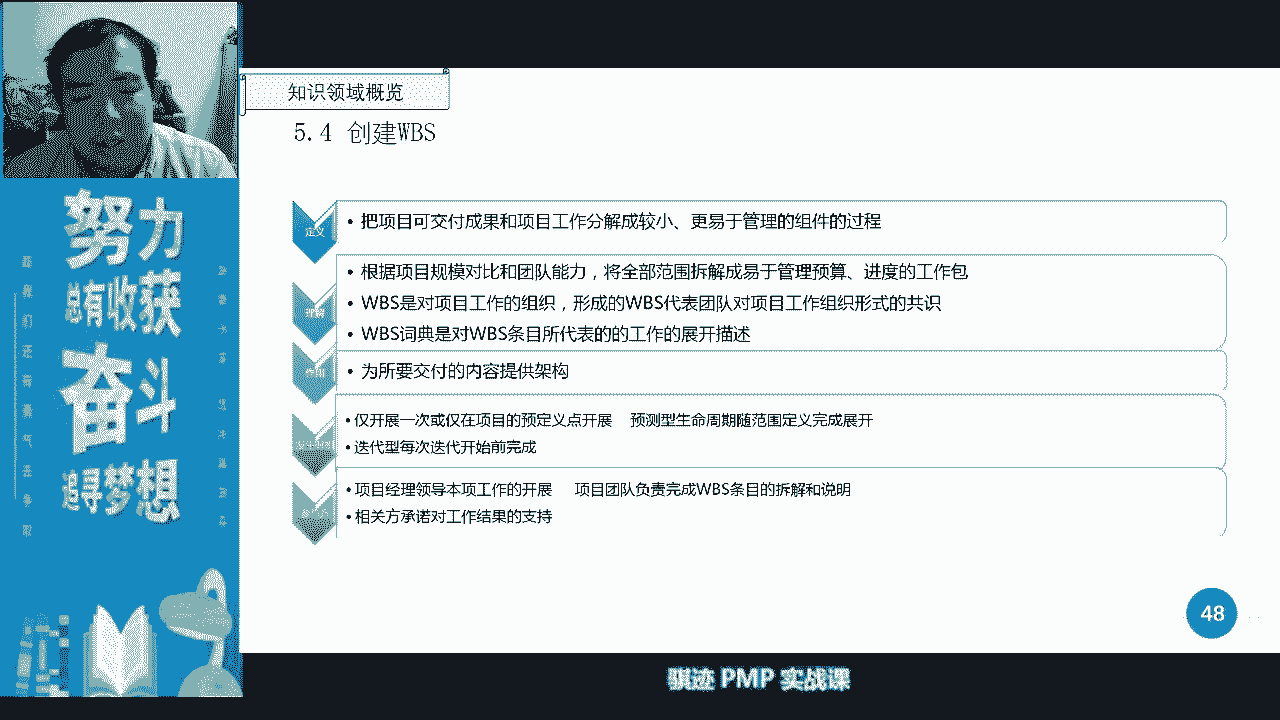 知识领域概览
5.4 创建WBS
定义
• 把项目可交付成果和项目工作分解成较小、更易于管理的组件的过程
• 根据项目规模对比和团队能力，将全部范围拆解成易于管理预算、进度的工作包
• WBS是对项目工作的组织，形成的WBS代表团队对项目工作组织形式的共识
• WBS词典是对WBS条目所代表的的工作的展开描述
• 为所要交付的内容提供架构
• 仅开展一次或仅在项目的预定义点开展 预测型生命周期随范围定义完成展开
• 迭代型每次迭代开始前完成
• 项目经理领导本项工作的开展 项目团队负责完成WBS条目的拆解和说明
• 相关方承诺对工作结果的支持
48
努力
总有收获
奋斗
追寻梦想
骐迹 PMP 实战课